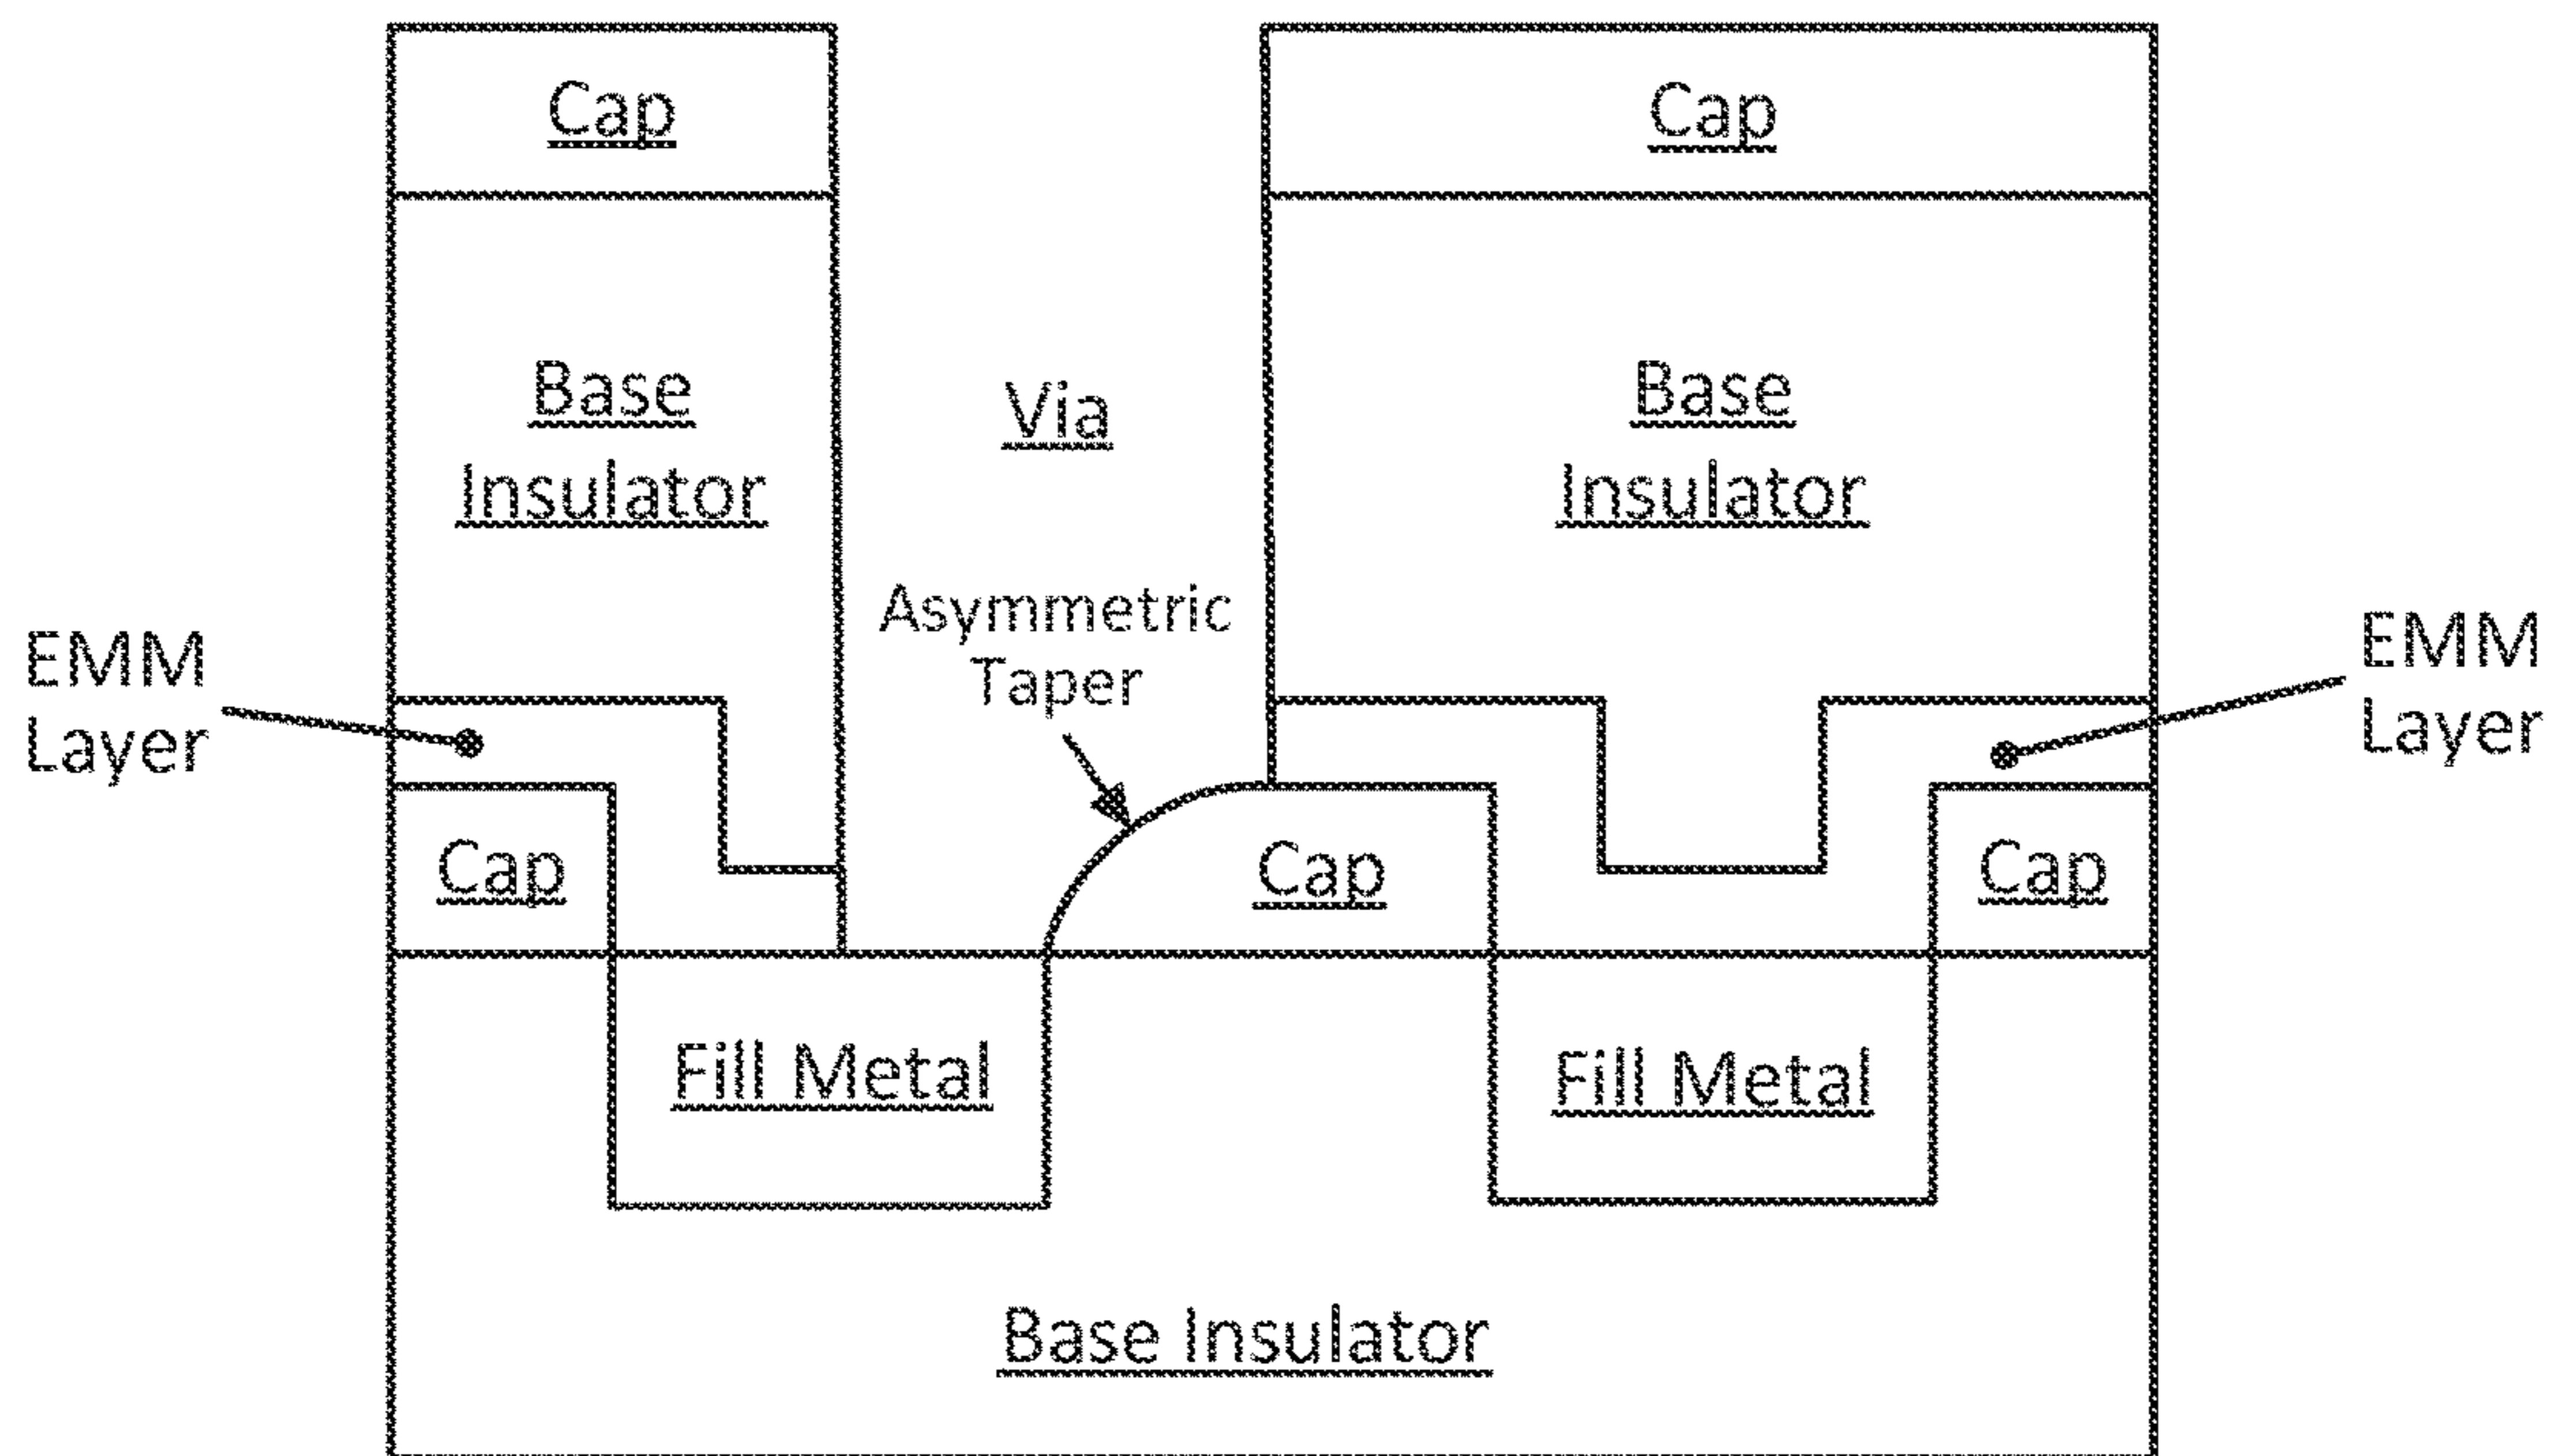 Cap
Cap
Base
Insulator
Via
Base
Insulator
Asymmetric
Taper
EMM
Layer
EMM
Layer
Cap
Cap
Cap
Fill Metal
Fill Metal
Base Insulator